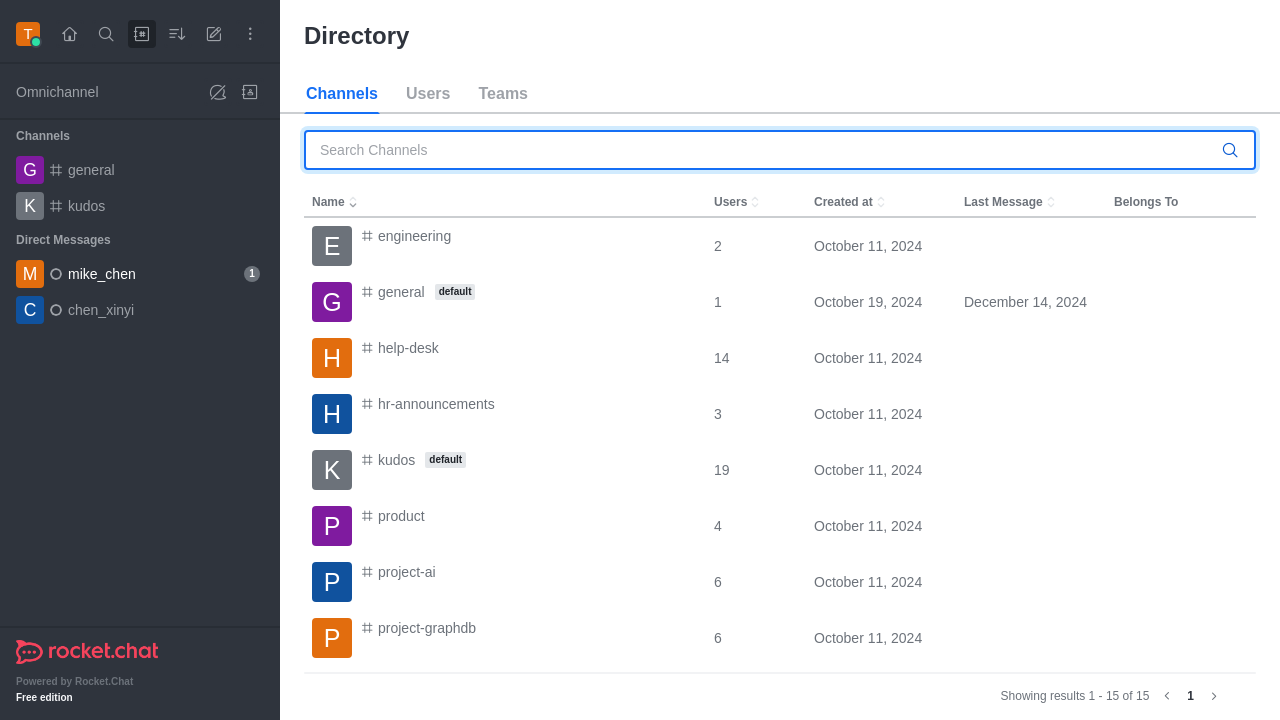 T
Omnichannel
Channels
G general
K kudos
Direct Messages
M mike_chen 1
C chen_xinyi
rocket.chat
Powered by Rocket.Chat
Free edition
Directory
Channels Users Teams
Search Channels
Name Users Created at Last Message Belongs To
E engineering 2 October 11, 2024
G general default 1 October 19, 2024 December 14, 2024
H help-desk 14 October 11, 2024
H hr-announcements 3 October 11, 2024
K kudos default 19 October 11, 2024
P product 4 October 11, 2024
P project-ai 6 October 11, 2024
P project-graphdb 6 October 11, 2024
Showing results 1 - 15 of 15 1